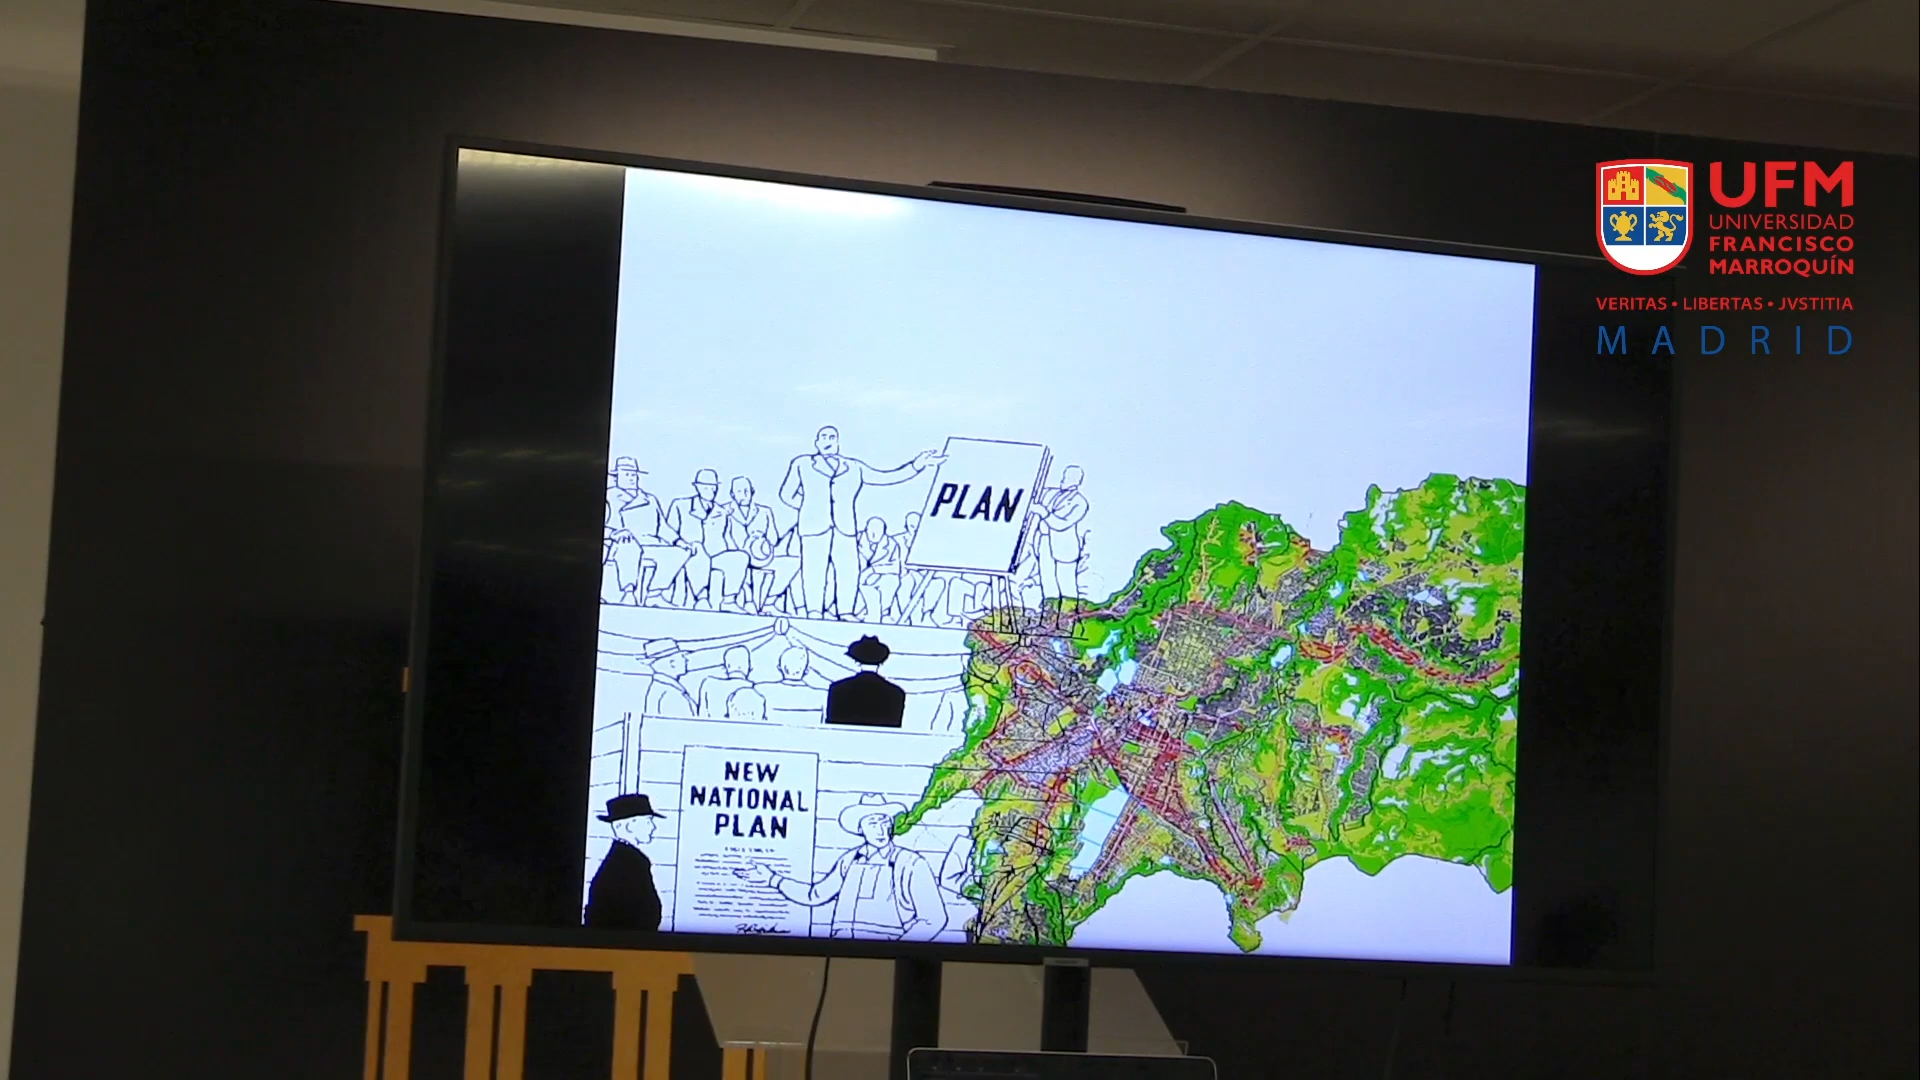 UFM
UNIVERSIDAD
FRANCISCO
MARROQUÍN
VERITAS • LIBERTAS • JVSTITIA
MADRID
PLAN
NEW
NATIONAL
PLAN